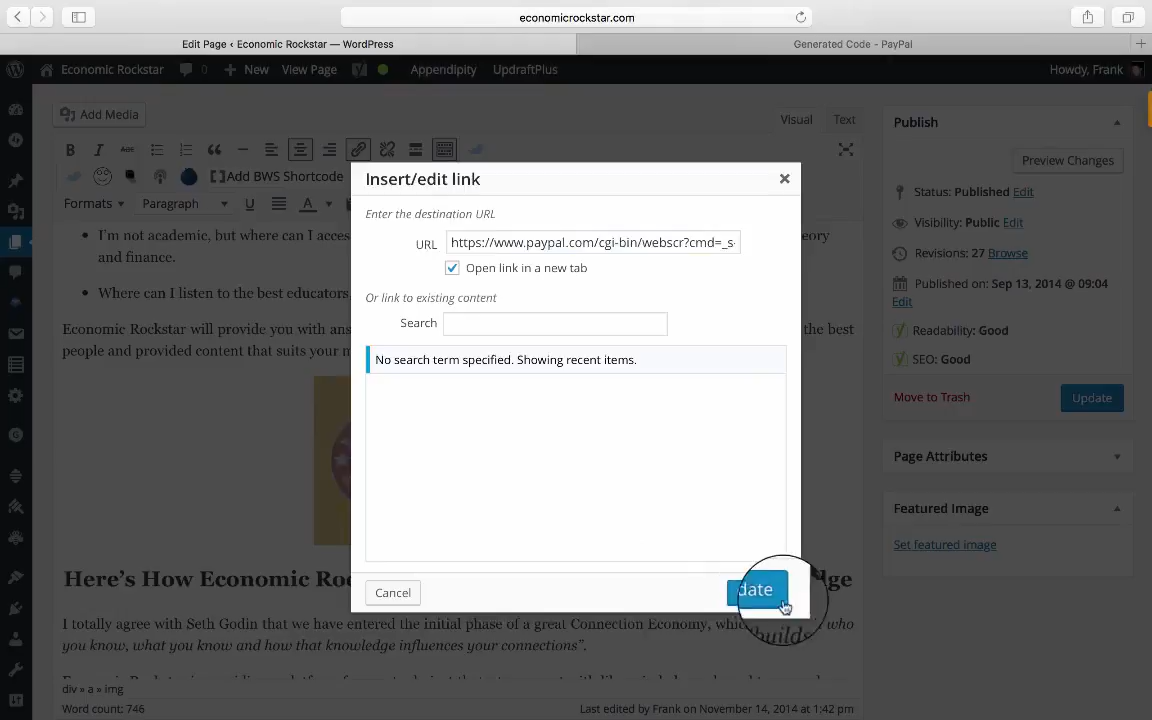 economicrockstar.com
Edit Page ‹ Economic Rockstar — WordPress
Generated Code - PayPal
Economic Rockstar
0
New
View Page
Appendipity
UpdraftPlus
Howdy, Frank
Add Media
Visual
Text
B I ABC
Add BWS Shortcode
Formats
Paragraph
U A
I'm not academic, but where can I
and finance.
Where can I listen to the best educators
Economic Rockstar will provide you with
the best
people and provided content that suits your
Here's How Economic
I totally agree with Seth Godin that we have entered the initial phase of a great Connection Economy,
builds
who
you know, what you know and how that knowledge influences your connections”.
div » a » img
Word count: 746
Last edited by Frank on November 14, 2014 at 1:42 pm
Insert/edit link
Enter the destination URL
URL
https://www.paypal.com/cgi-bin/webscr?cmd=_s-
Open link in a new tab
Or link to existing content
Search
No search term specified. Showing recent items.
Cancel
date
Publish
Preview Changes
Status: Published Edit
Visibility: Public Edit
Revisions: 27 Browse
Published on: Sep 13, 2014 @ 09:04
Edit
Readability: Good
SEO: Good
Move to Trash
Update
Page Attributes
Featured Image
Set featured image